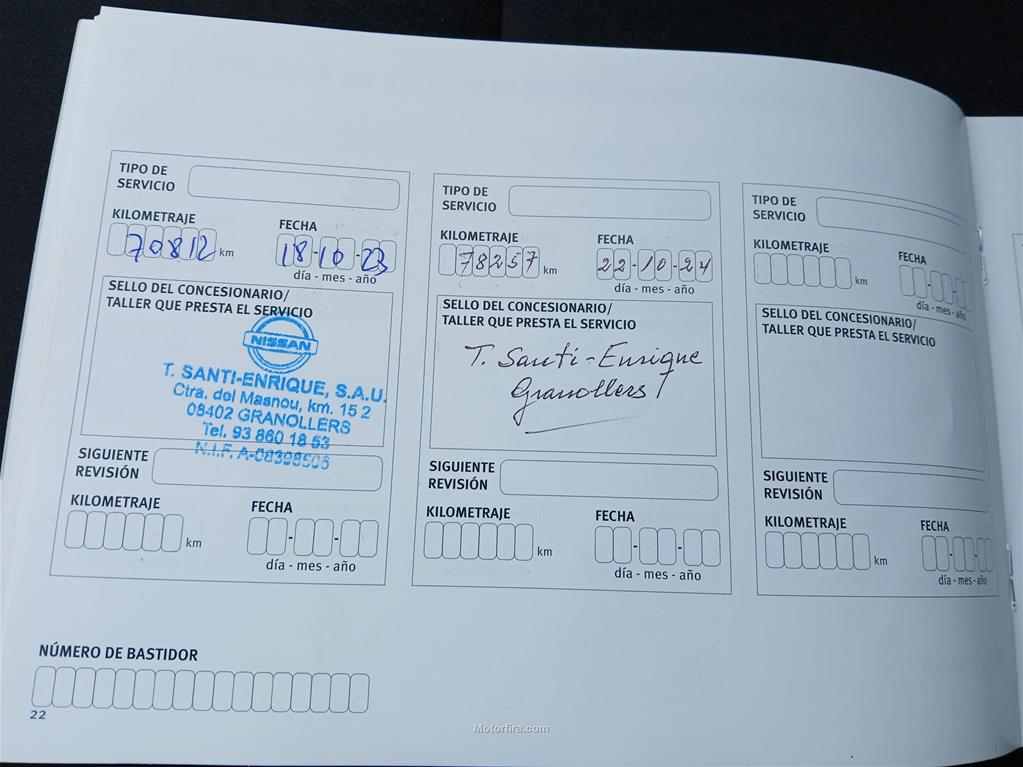 TIPO DE
SERVICIO
KILOMETRAJE
FECHA
70812 km
18-10-23
día - mes - año
SELLO DEL CONCESIONARIO/
TALLER QUE PRESTA EL SERVICIO
NISSAN
T. SANTI-ENRIQUE, S.A.U.
Ctra. del Masnou, km. 15 2
08402 GRANOLLERS
Tel. 93 860 18 53
N.I.F. A-08398505
SIGUIENTE
REVISIÓN
KILOMETRAJE
FECHA
km
día - mes - año
TIPO DE
SERVICIO
KILOMETRAJE
FECHA
78257 km
22-10-24
día - mes - año
SELLO DEL CONCESIONARIO/
TALLER QUE PRESTA EL SERVICIO
T. Santi-Enrique
Granollers
SIGUIENTE
REVISIÓN
KILOMETRAJE
FECHA
km
día - mes - año
TIPO DE
SERVICIO
KILOMETRAJE
FECHA
km
día - mes - año
SELLO DEL CONCESIONARIO/
TALLER QUE PRESTA EL SERVICIO
SIGUIENTE
REVISIÓN
KILOMETRAJE
FECHA
km
día - mes - año
NÚMERO DE BASTIDOR
22
Motorfira.com